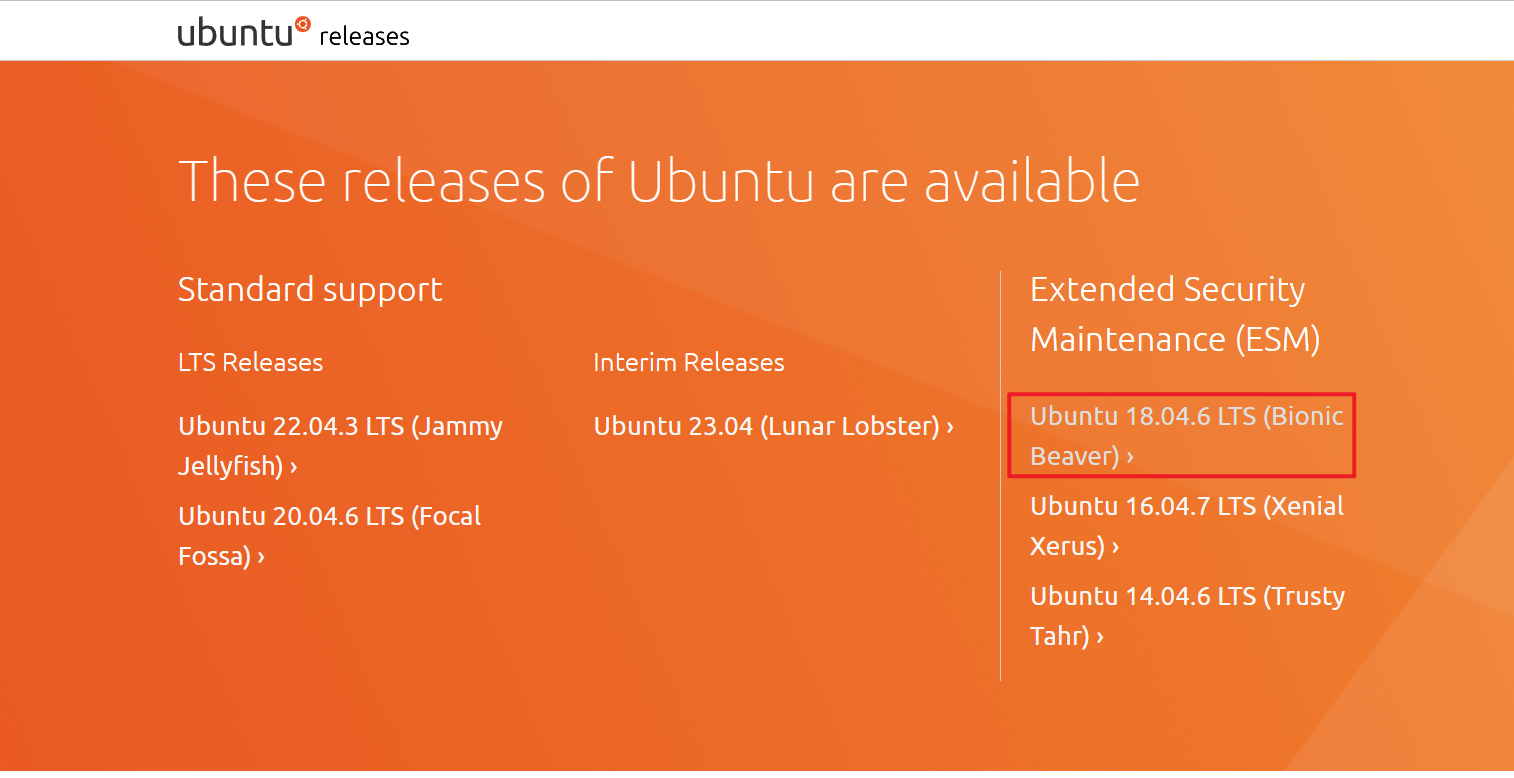 ubuntu releases
These releases of Ubuntu are available
Standard support
LTS Releases
Ubuntu 22.04.3 LTS (Jammy
Jellyfish) ›
Ubuntu 20.04.6 LTS (Focal
Fossa) ›
Interim Releases
Ubuntu 23.04 (Lunar Lobster) ›
Extended Security
Maintenance (ESM)
Ubuntu 18.04.6 LTS (Bionic
Beaver) ›
Ubuntu 16.04.7 LTS (Xenial
Xerus) ›
Ubuntu 14.04.6 LTS (Trusty
Tahr) ›